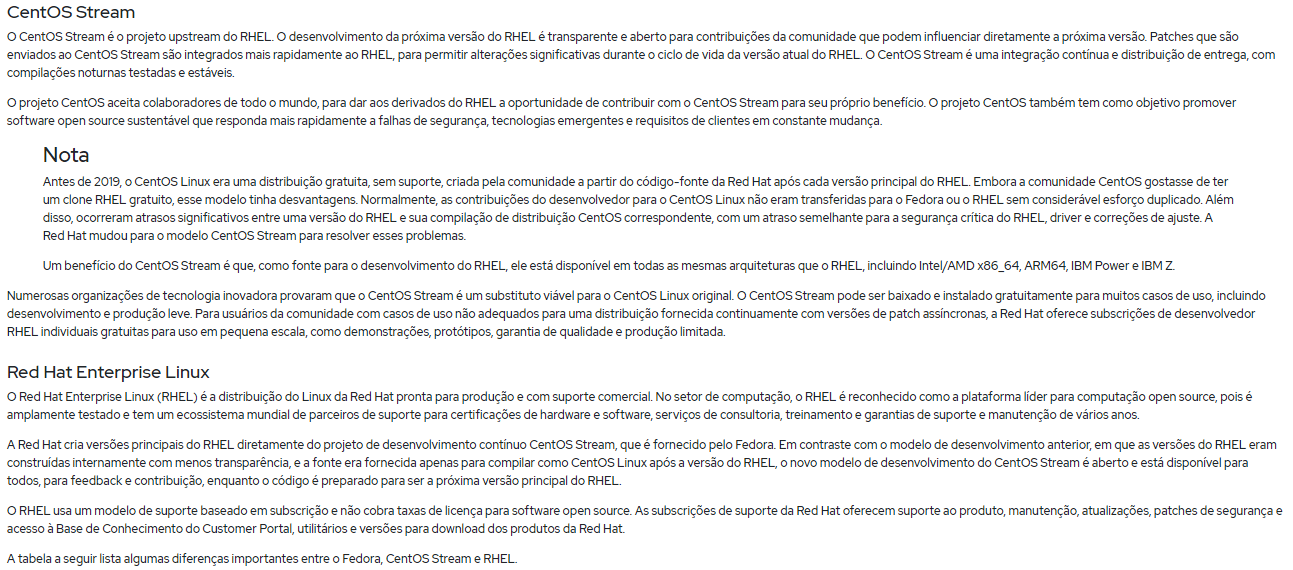 CentOS Stream
O CentOS Stream é o projeto upstream do RHEL. O desenvolvimento da próxima versão do RHEL é transparente e aberto para contribuições da comunidade que podem influenciar diretamente a próxima versão. Patches que são
enviados ao CentOS Stream são integrados mais rapidamente ao RHEL, para permitir alterações significativas durante o ciclo de vida da versão atual do RHEL. O CentOS Stream é uma integração contínua e distribuição de entrega, com
compilações noturnas testadas e estáveis.
O projeto CentOS aceita colaboradores de todo o mundo, para dar aos derivados do RHEL a oportunidade de contribuir com o CentOS Stream para seu próprio benefício. O projeto CentOS também tem como objetivo promover
software open source sustentável que responda mais rapidamente a falhas de segurança, tecnologias emergentes e requisitos de clientes em constante mudança.
Nota
Antes de 2019, o CentOS Linux era uma distribuição gratuita, sem suporte, criada pela comunidade a partir do código-fonte da Red Hat após cada versão principal do RHEL. Embora a comunidade CentOS gostasse de ter
um clone RHEL gratuito, esse modelo tinha desvantagens. Normalmente, as contribuições do desenvolvedor para o CentOS Linux não eram transferidas para o Fedora ou o RHEL sem considerável esforço duplicado. Além
disso, ocorreram atrasos significativos entre uma versão do RHEL e sua compilação de distribuição CentOS correspondente, com um atraso semelhante para a segurança crítica do RHEL, driver e correções de ajuste. A
Red Hat mudou para o modelo CentOS Stream para resolver esses problemas.
Um benefício do CentOS Stream é que, como fonte para o desenvolvimento do RHEL, ele está disponível em todas as mesmas arquiteturas que o RHEL, incluindo Intel/AMD x86_64, ARM64, IBM Power e IBM Z.
Numerosas organizações de tecnologia inovadora provaram que o CentOS Stream é um substituto viável para o CentOS Linux original. O CentOS Stream pode ser baixado e instalado gratuitamente para muitos casos de uso, incluindo
desenvolvimento e produção leve. Para usuários da comunidade com casos de uso não adequados para uma distribuição fornecida continuamente com versões de patch assíncronas, a Red Hat oferece subscrições de desenvolvedor
RHEL individuais gratuitas para uso em pequena escala, como demonstrações, protótipos, garantia de qualidade e produção limitada.
Red Hat Enterprise Linux
O Red Hat Enterprise Linux (RHEL) é a distribuição do Linux da Red Hat pronta para produção e com suporte comercial. No setor de computação, o RHEL é reconhecido como a plataforma líder para computação open source, pois é
amplamente testado e tem um ecossistema mundial de parceiros de suporte para certificações de hardware e software, serviços de consultoria, treinamento e garantias de suporte e manutenção de vários anos.
A Red Hat cria versões principais do RHEL diretamente do projeto de desenvolvimento contínuo CentOS Stream, que é fornecido pelo Fedora. Em contraste com o modelo de desenvolvimento anterior, em que as versões do RHEL eram
construídas internamente com menos transparência, e a fonte era fornecida apenas para compilar como CentOS Linux após a versão do RHEL, o novo modelo de desenvolvimento do CentOS Stream é aberto e está disponível para
todos, para feedback e contribuição, enquanto o código é preparado para ser a próxima versão principal do RHEL.
O RHEL usa um modelo de suporte baseado em subscrição e não cobra taxas de licença para software open source. As subscrições de suporte da Red Hat oferecem suporte ao produto, manutenção, atualizações, patches de segurança e
acesso à Base de Conhecimento do Customer Portal, utilitários e versões para download dos produtos da Red Hat.
A tabela a seguir lista algumas diferenças importantes entre o Fedora, CentOS Stream e RHEL.